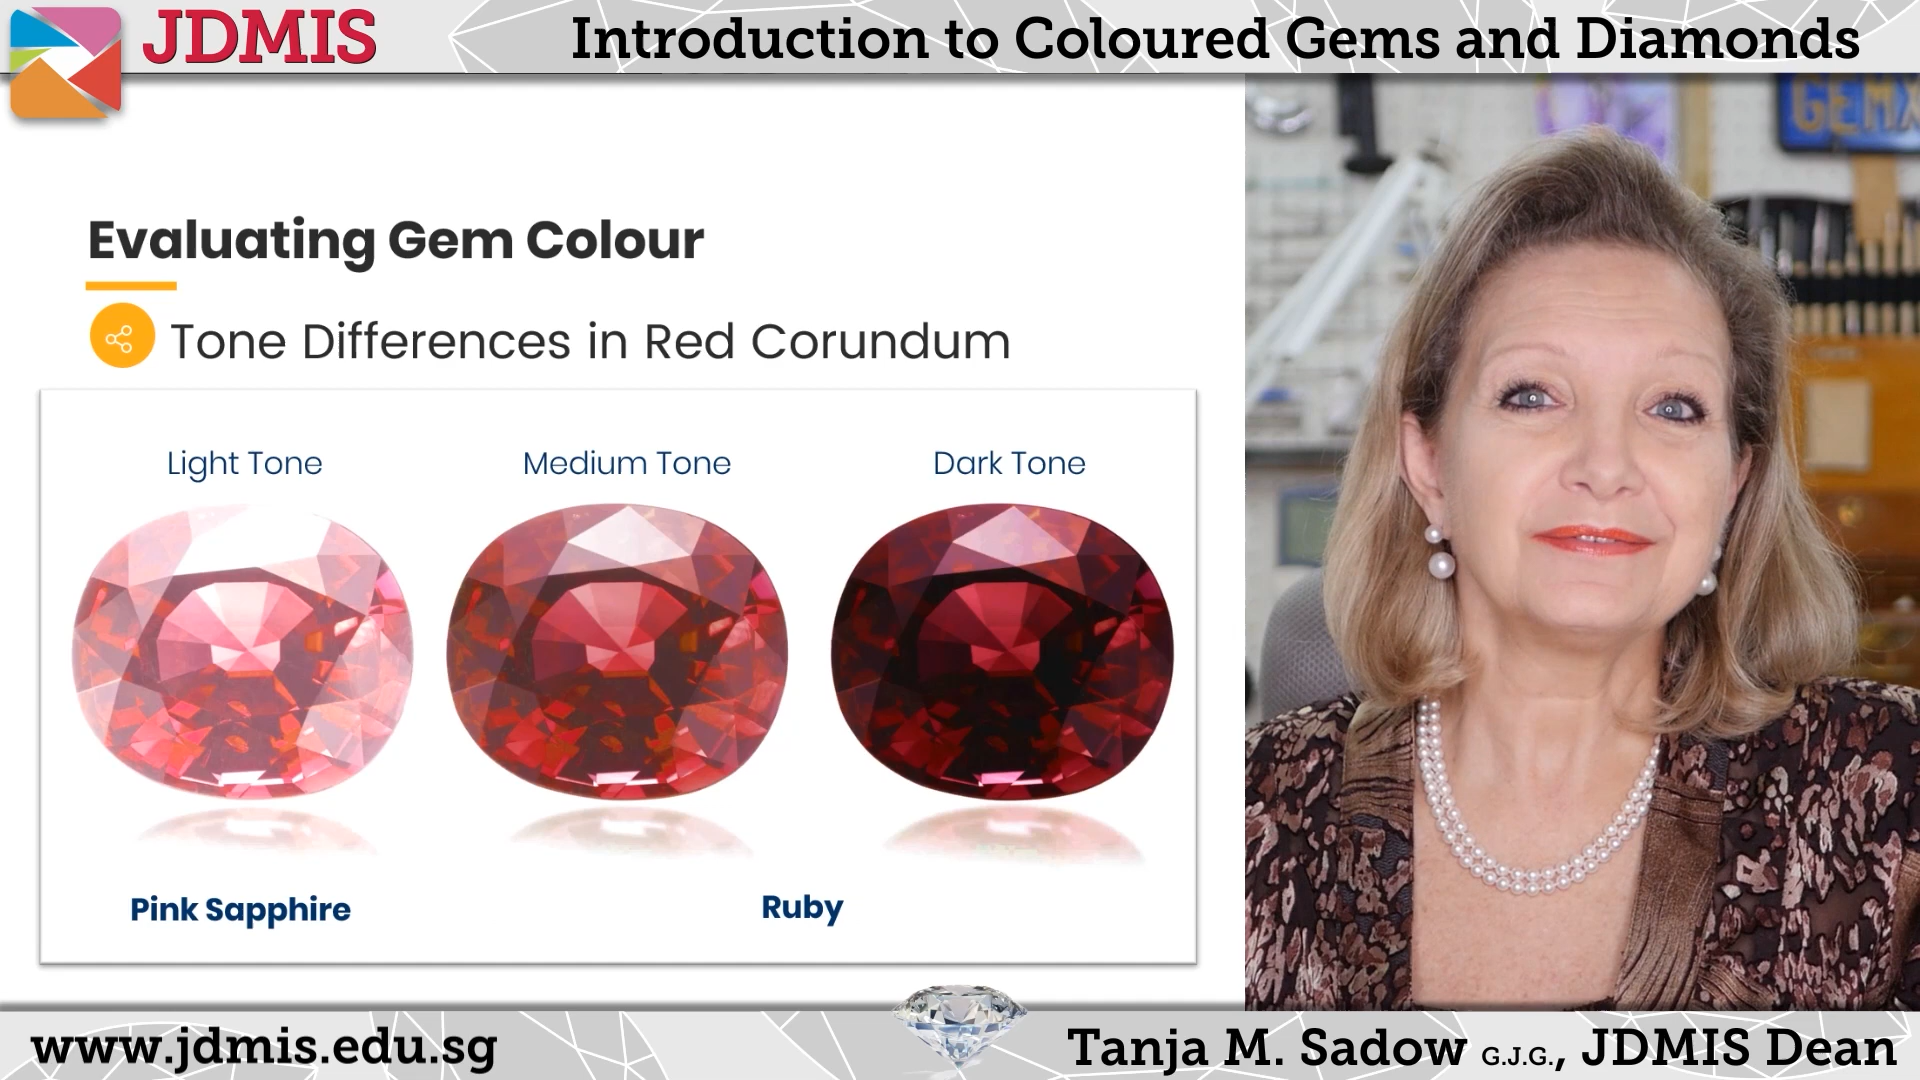 JDMIS
Introduction to Coloured Gems and Diamonds
GEMX
Evaluating Gem Colour
Tone Differences in Red Corundum
Light Tone
Medium Tone
Dark Tone
Pink Sapphire
Ruby
www.jdmis.edu.sg
Tanja M. Sadow G.J.G., JDMIS Dean